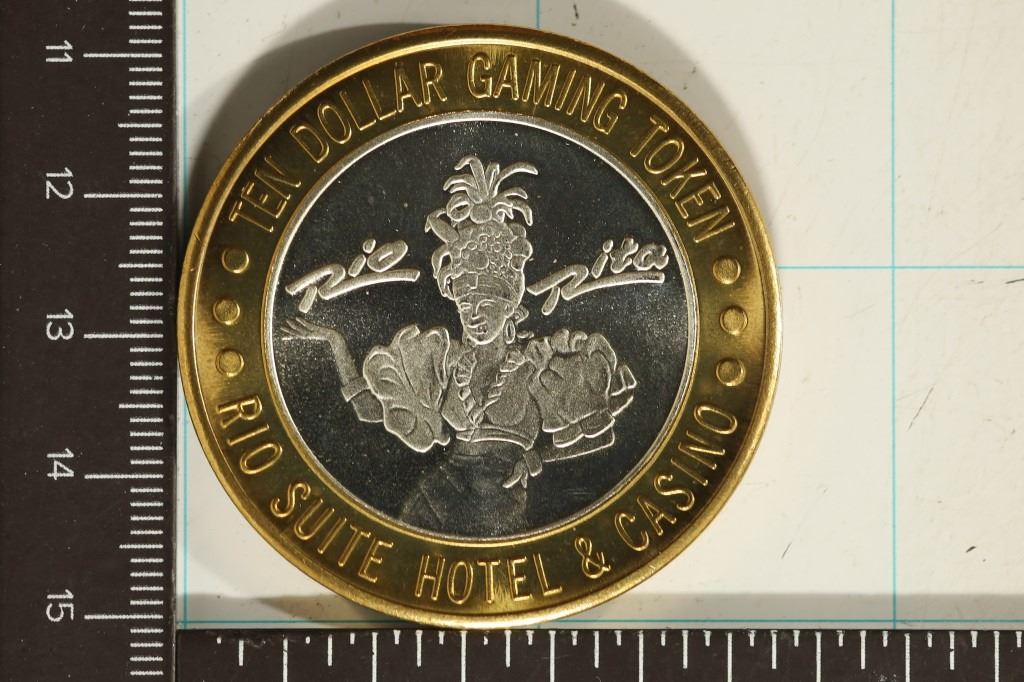 TEN DOLLAR GAMING TOKEN
Rio Rita
RIO SUITE HOTEL & CASINO
11
12
13
14
15